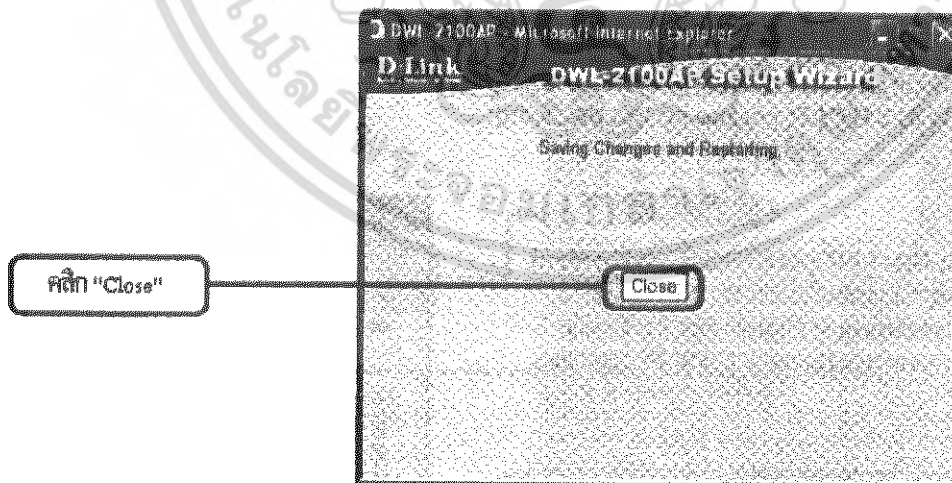 DWL-2100AP - Microsoft Internet Explorer
D-Link
DWL-2100AP Setup Wizard
Saving Changes and Restarting.
คลิก "Close"
Close